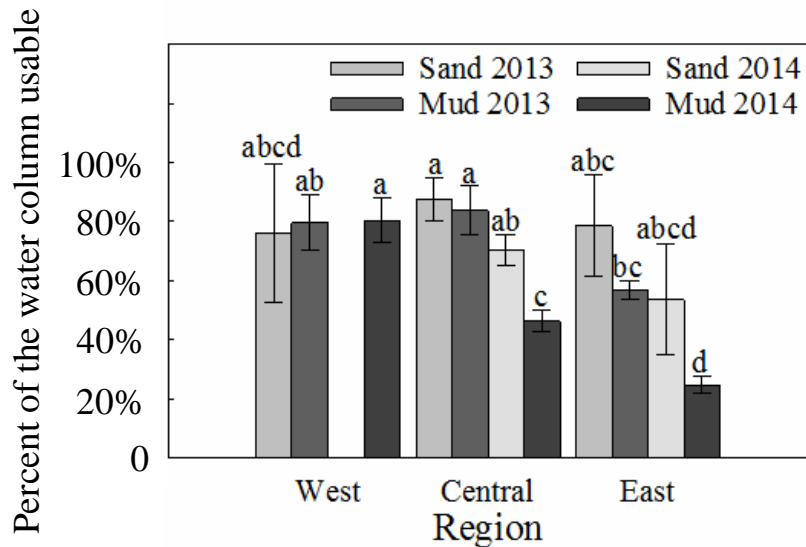 Percent of the water column usable
Sand 2013 Sand 2014
Mud 2013 Mud 2014
100%
80%
60%
40%
20%
0
abcd ab a
a a ab c
abc bc abcd d
West Central East
Region